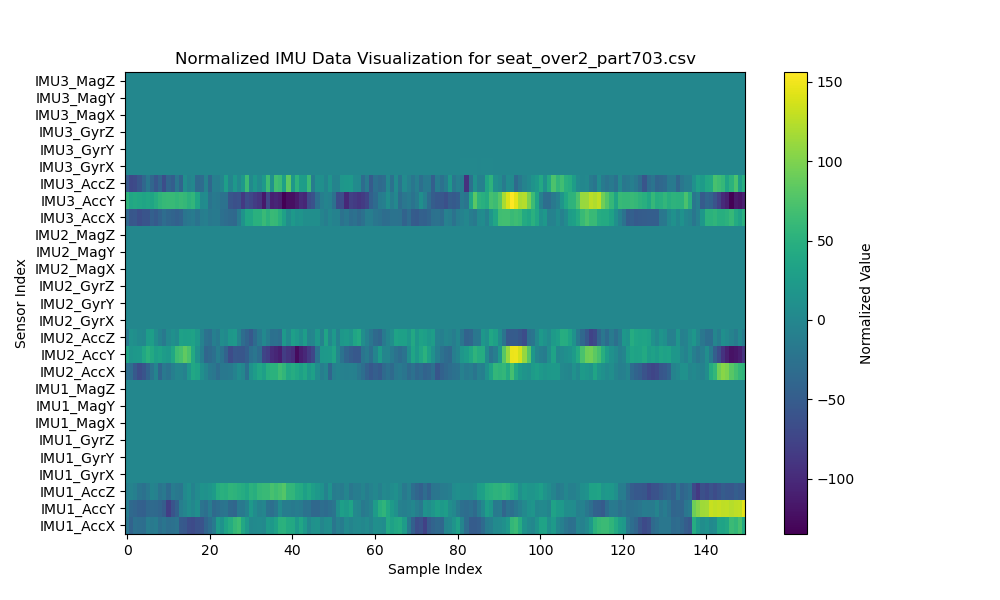 Normalized IMU Data Visualization for seat_over2_part703.csv
IMU3_MagZ
IMU3_MagY
IMU3_MagX
IMU3_GyrZ
IMU3_GyrY
IMU3_GyrX
IMU3_AccZ
IMU3_AccY
IMU3_AccX
IMU2_MagZ
IMU2_MagY
IMU2_MagX
IMU2_GyrZ
IMU2_GyrY
IMU2_GyrX
IMU2_AccZ
IMU2_AccY
IMU2_AccX
IMU1_MagZ
IMU1_MagY
IMU1_MagX
IMU1_GyrZ
IMU1_GyrY
IMU1_GyrX
IMU1_AccZ
IMU1_AccY
IMU1_AccX
Sensor Index
0 20 40 60 80 100 120 140
Sample Index
150
100
50
0
−50
−100
Normalized Value